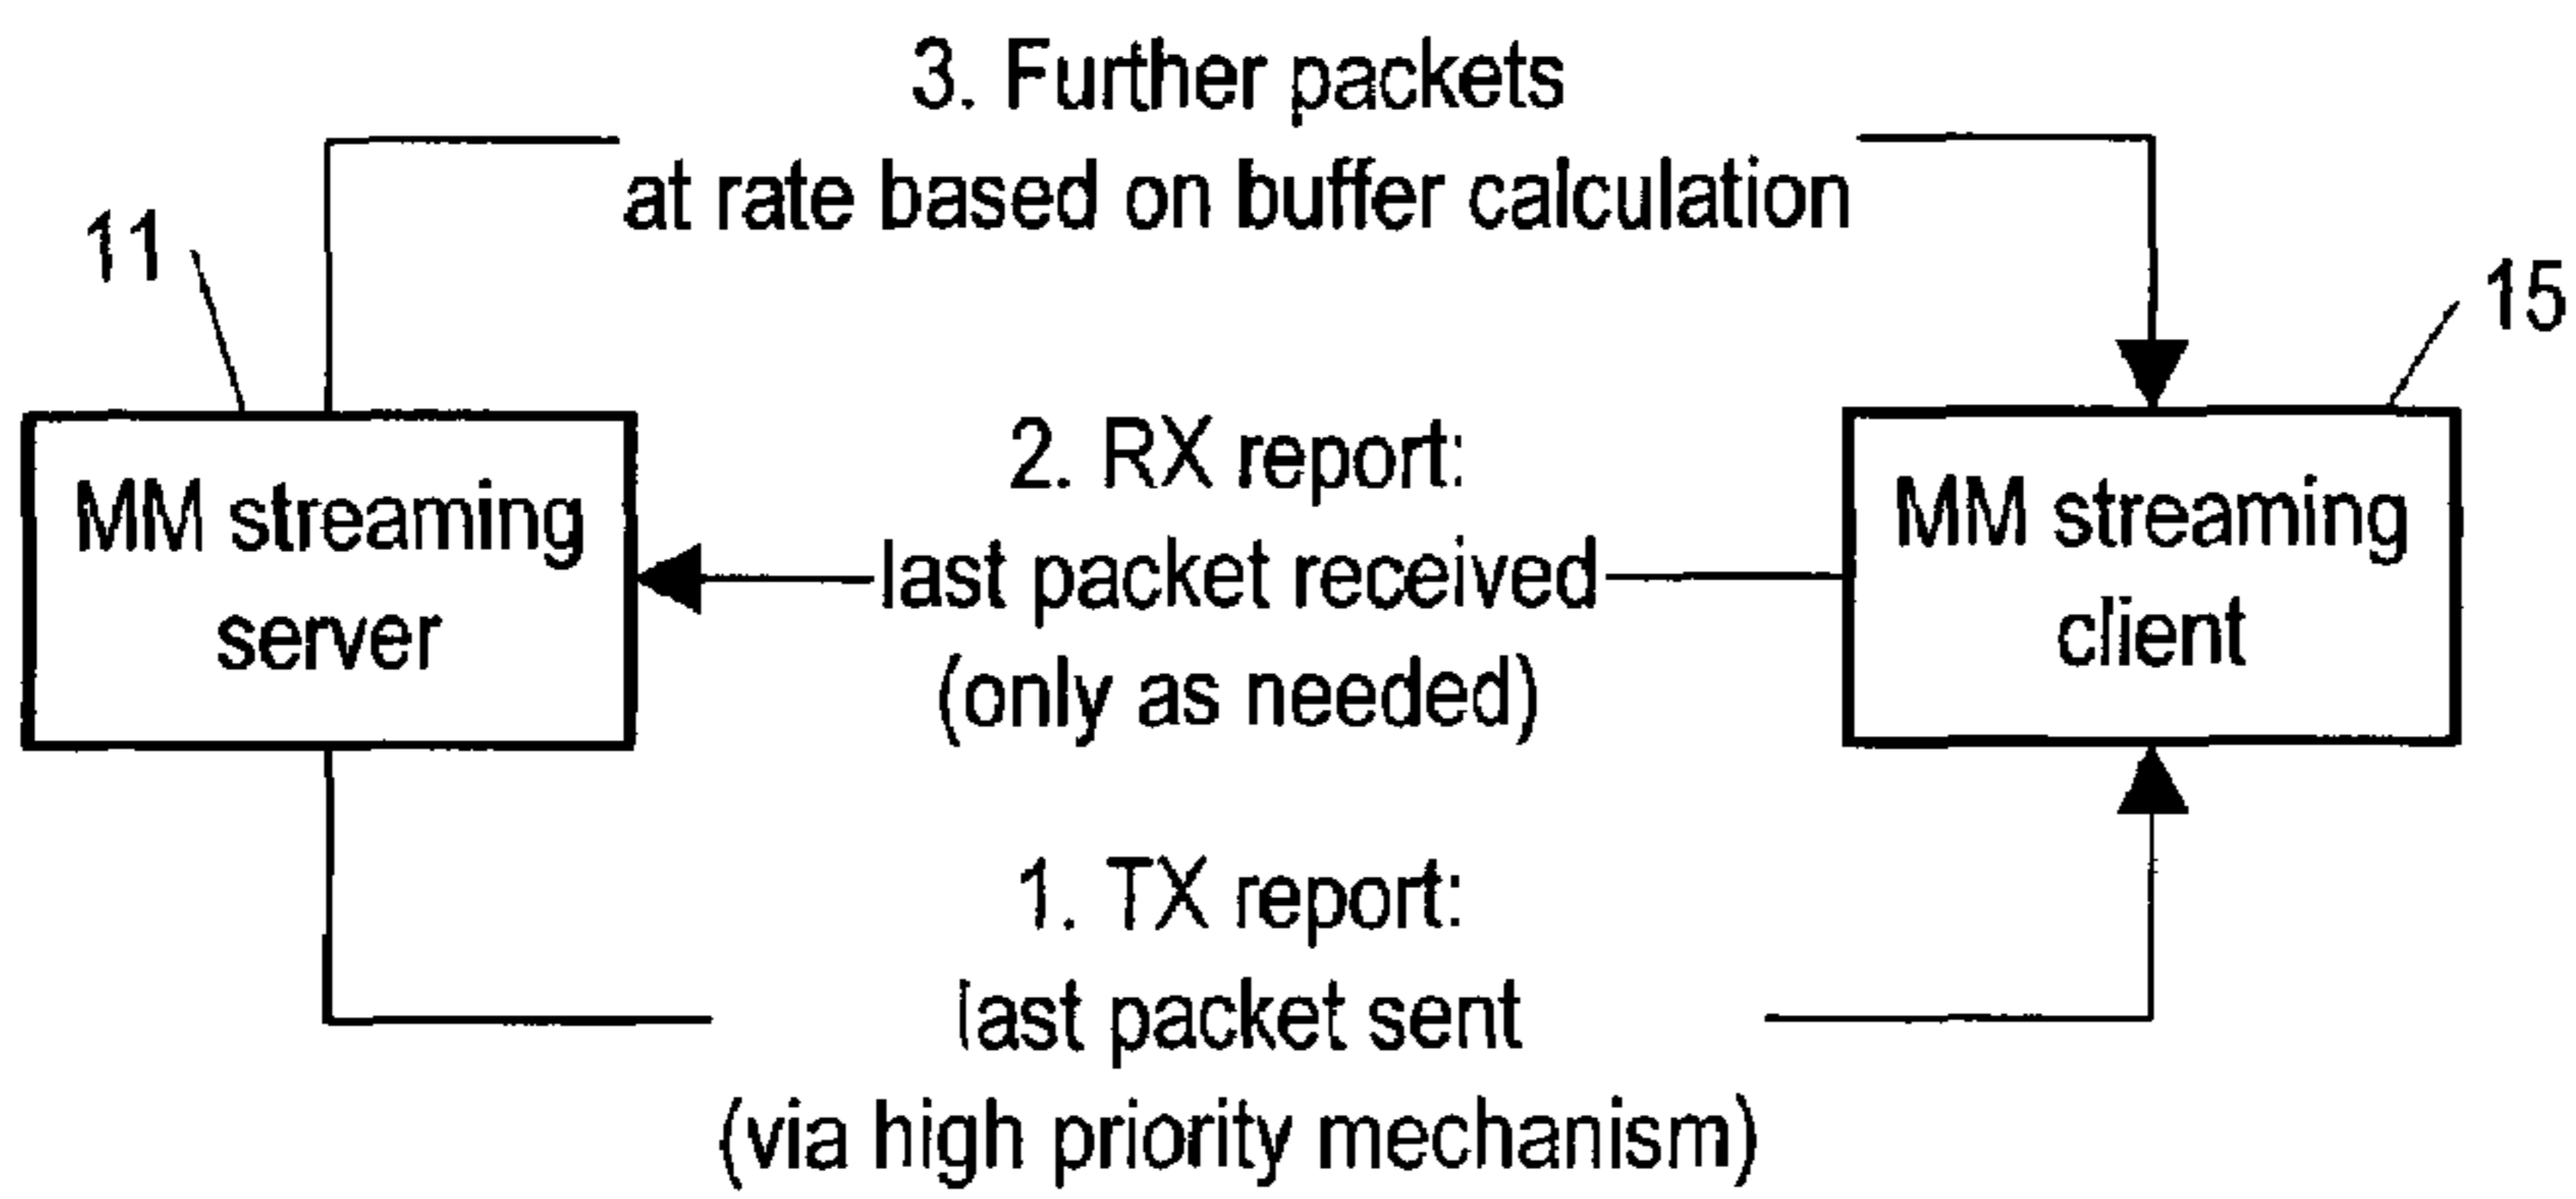 3. Further packets
at rate based on buffer calculation
11
15
MM streaming
server
2. RX report:
last packet received
(only as needed)
MM streaming
client
1. TX report:
last packet sent
(via high priority mechanism)